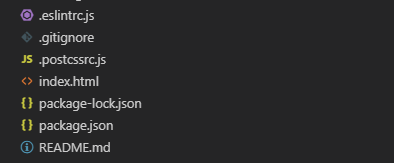 .eslintrc.js
.gitignore
JS .postcssrc.js
<> index.html
{} package-lock.json
{} package.json
README.md